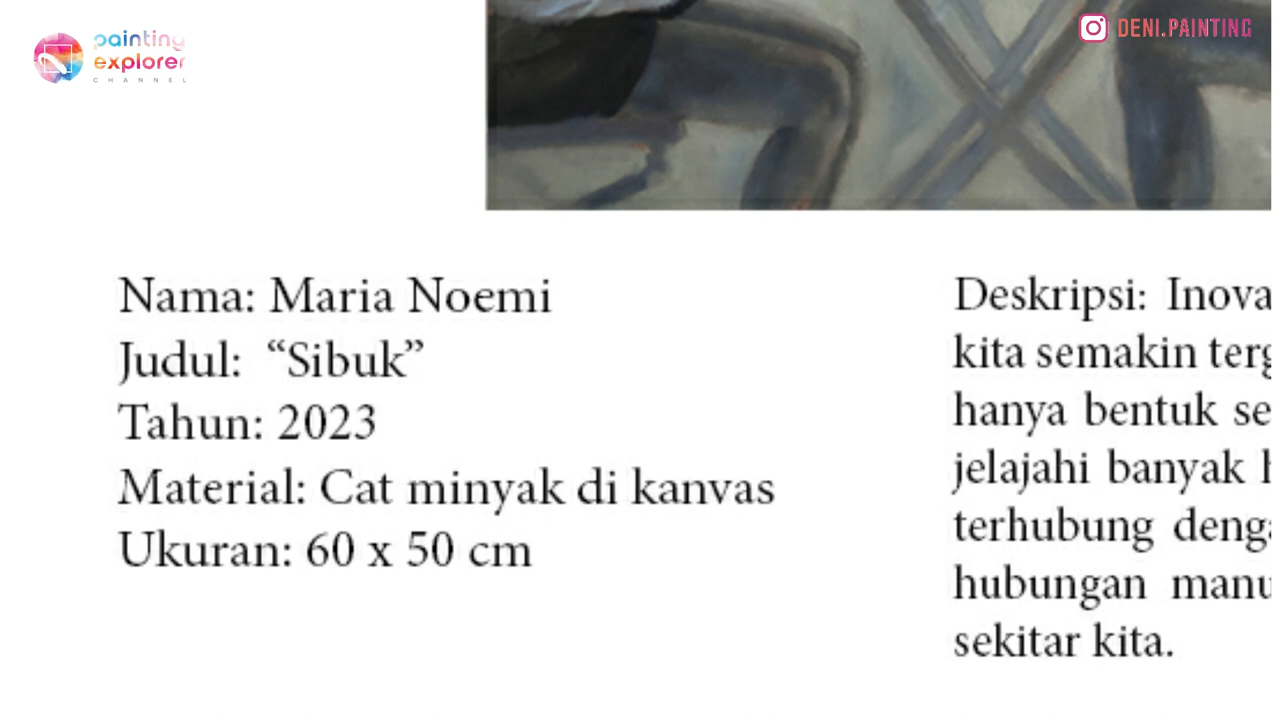 painting
explorer
CHANNEL
DENI.PAINTING
Nama: Maria Noemi
Judul: “Sibuk”
Tahun: 2023
Material: Cat minyak di kanvas
Ukuran: 60 x 50 cm
Deskripsi:
kita semakin
hanya bentuk
jelajahi banyak
terhubung
hubungan
sekitar kita.